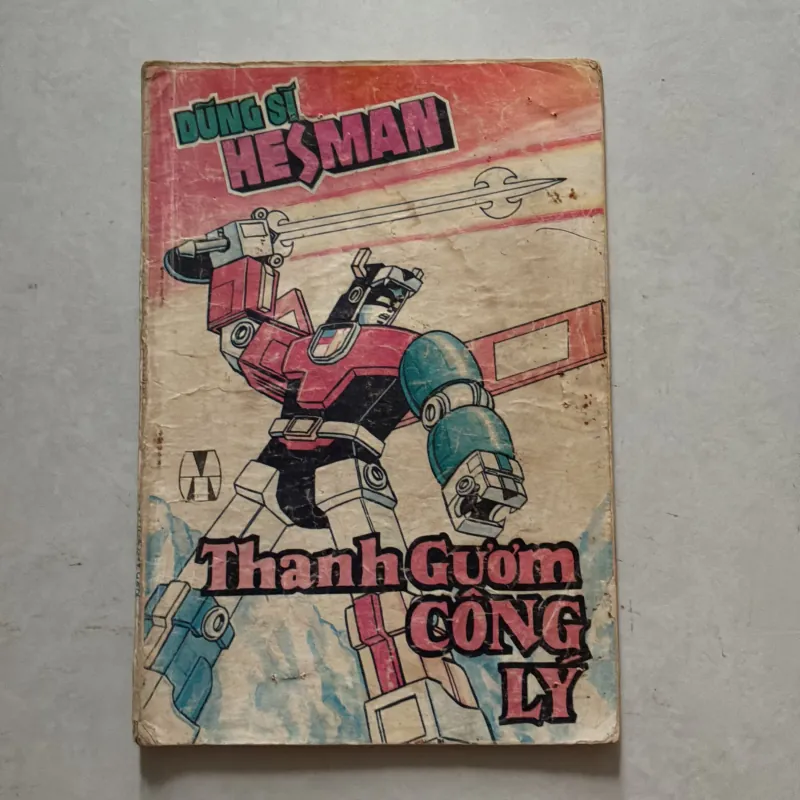 DŨNG SĨ
HESMAN
Thanh Gươm
CÔNG
LÝ